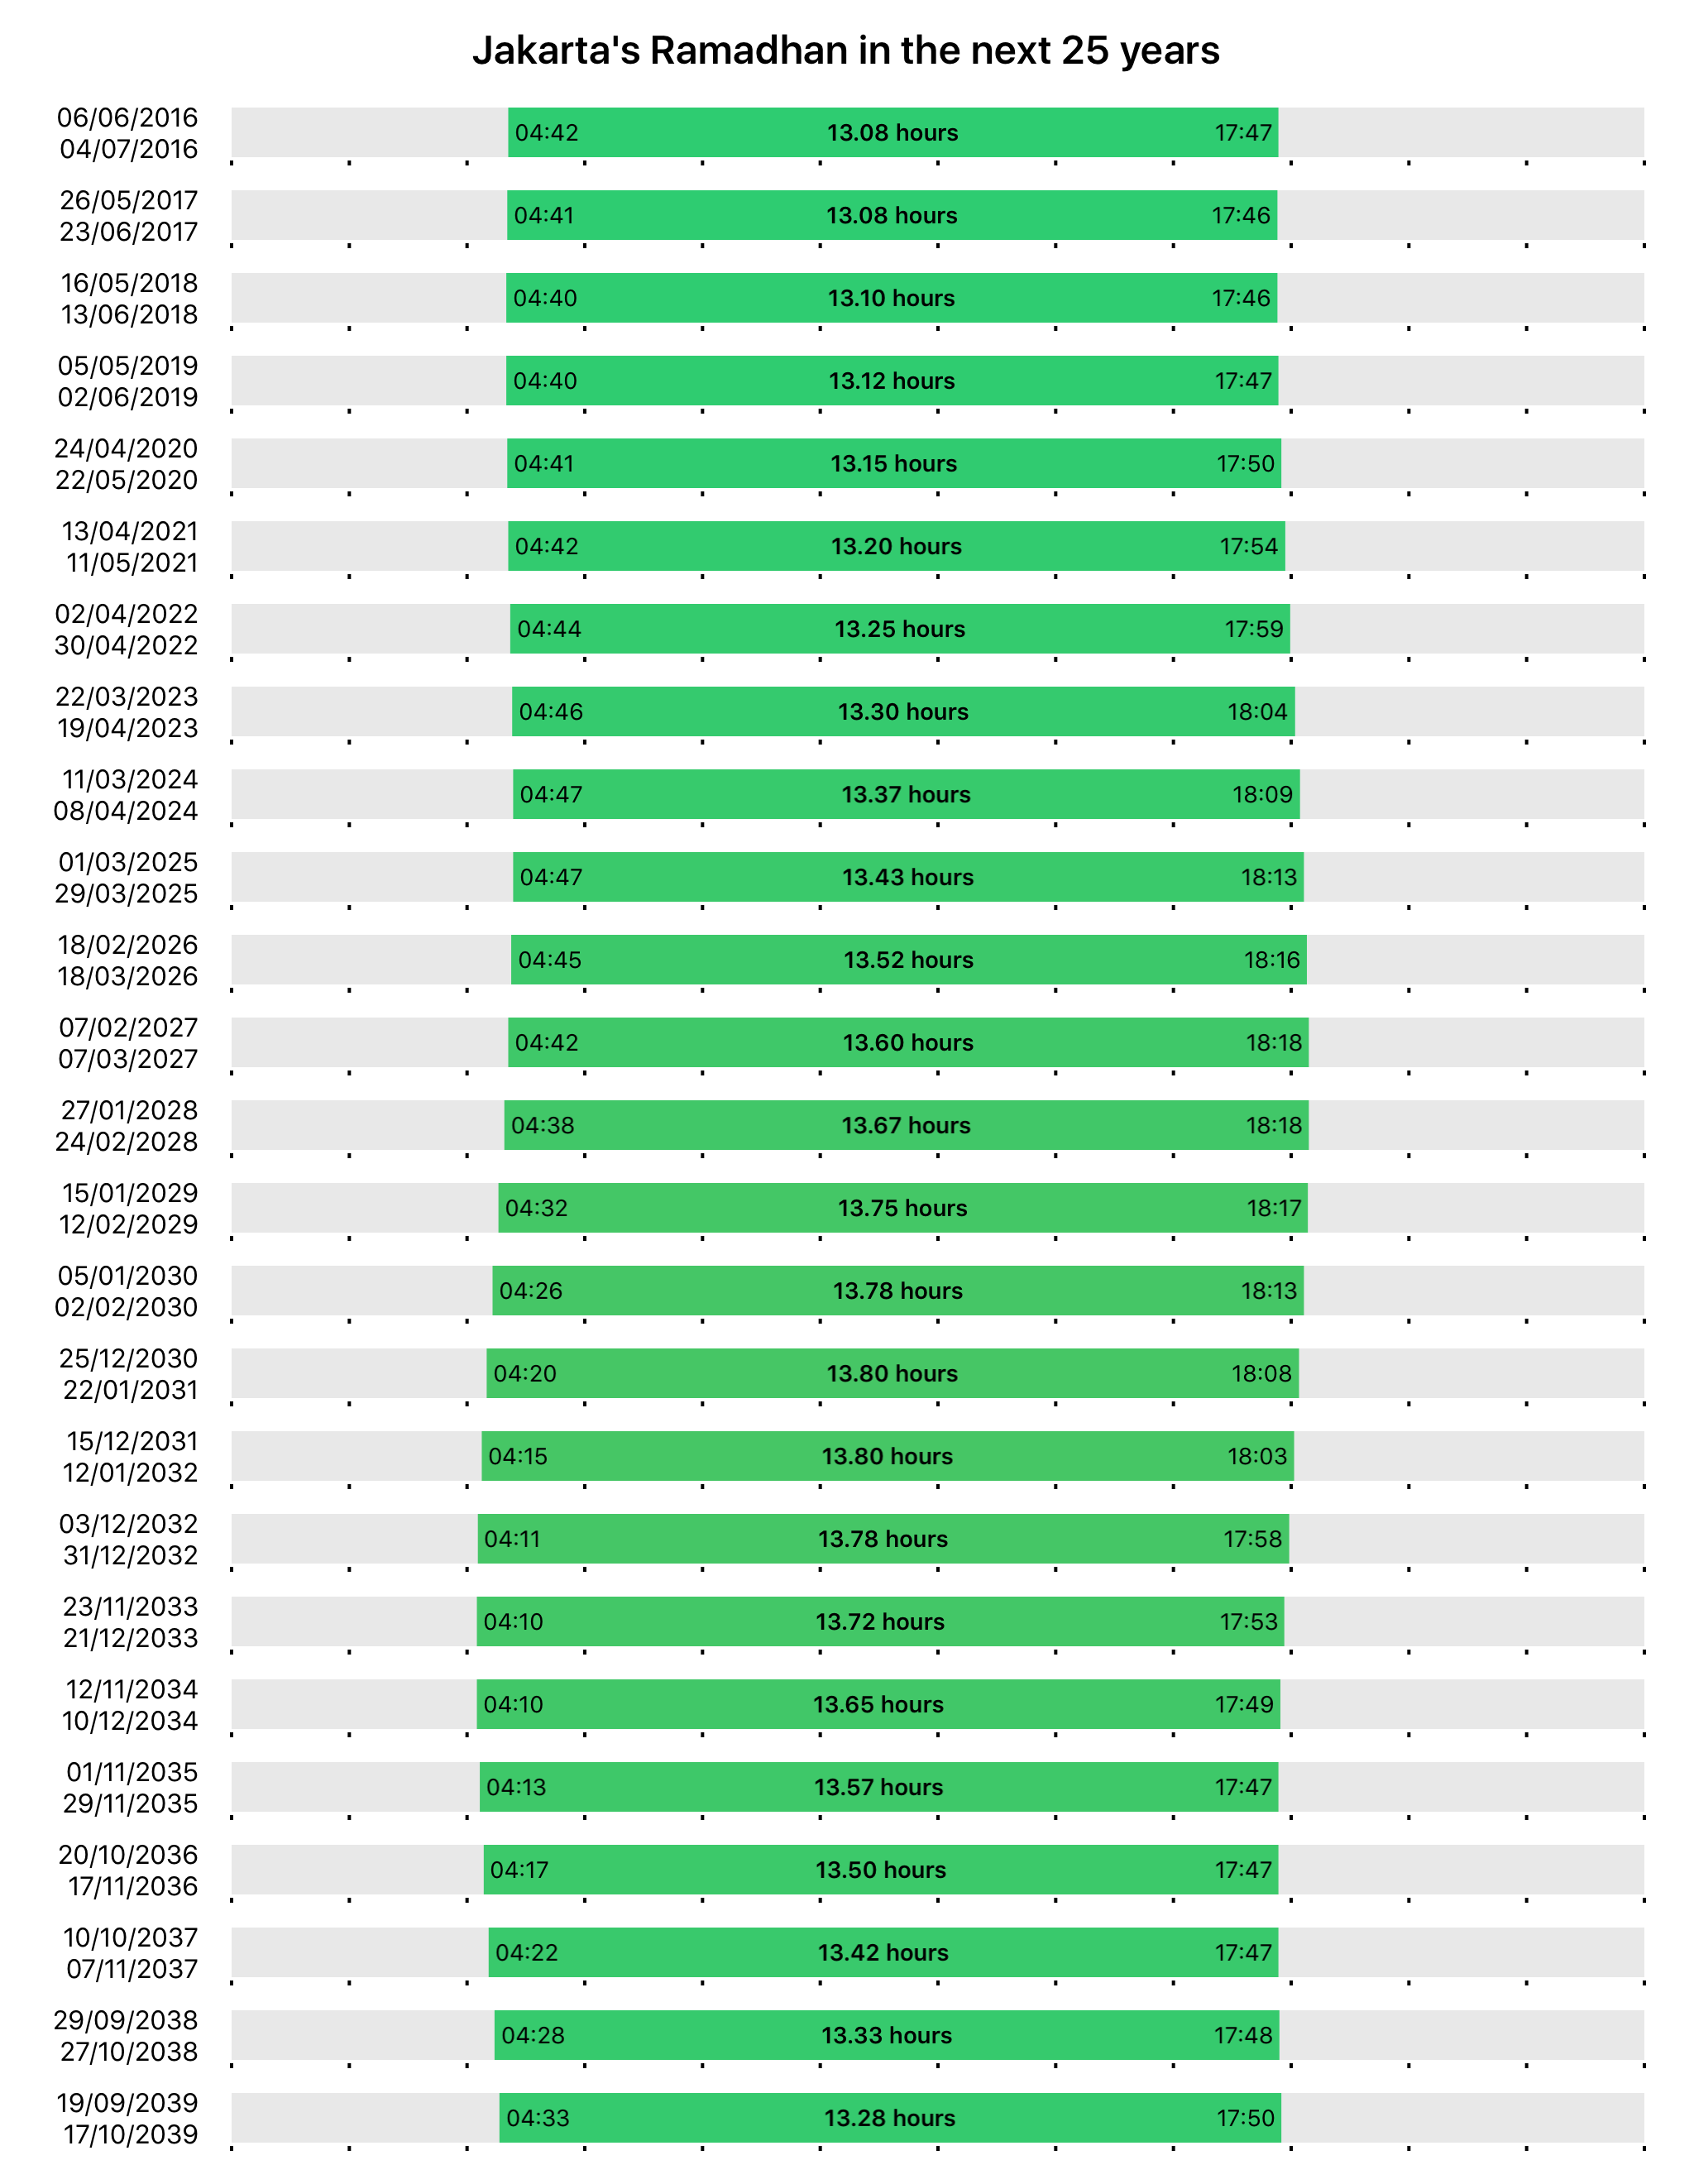 Jakarta's Ramadhan in the next 25 years
06/06/2016
04/07/2016
04:42 13.08 hours 17:47
26/05/2017
23/06/2017
04:41 13.08 hours 17:46
16/05/2018
13/06/2018
04:40 13.10 hours 17:46
05/05/2019
02/06/2019
04:40 13.12 hours 17:47
24/04/2020
22/05/2020
04:41 13.15 hours 17:50
13/04/2021
11/05/2021
04:42 13.20 hours 17:54
02/04/2022
30/04/2022
04:44 13.25 hours 17:59
22/03/2023
19/04/2023
04:46 13.30 hours 18:04
11/03/2024
08/04/2024
04:47 13.37 hours 18:09
01/03/2025
29/03/2025
04:47 13.43 hours 18:13
18/02/2026
18/03/2026
04:45 13.52 hours 18:16
07/02/2027
07/03/2027
04:42 13.60 hours 18:18
27/01/2028
24/02/2028
04:38 13.67 hours 18:18
15/01/2029
12/02/2029
04:32 13.75 hours 18:17
05/01/2030
02/02/2030
04:26 13.78 hours 18:13
25/12/2030
22/01/2031
04:20 13.80 hours 18:08
15/12/2031
12/01/2032
04:15 13.80 hours 18:03
03/12/2032
31/12/2032
04:11 13.78 hours 17:58
23/11/2033
21/12/2033
04:10 13.72 hours 17:53
12/11/2034
10/12/2034
04:10 13.65 hours 17:49
01/11/2035
29/11/2035
04:13 13.57 hours 17:47
20/10/2036
17/11/2036
04:17 13.50 hours 17:47
10/10/2037
07/11/2037
04:22 13.42 hours 17:47
29/09/2038
27/10/2038
04:28 13.33 hours 17:48
19/09/2039
17/10/2039
04:33 13.28 hours 17:50